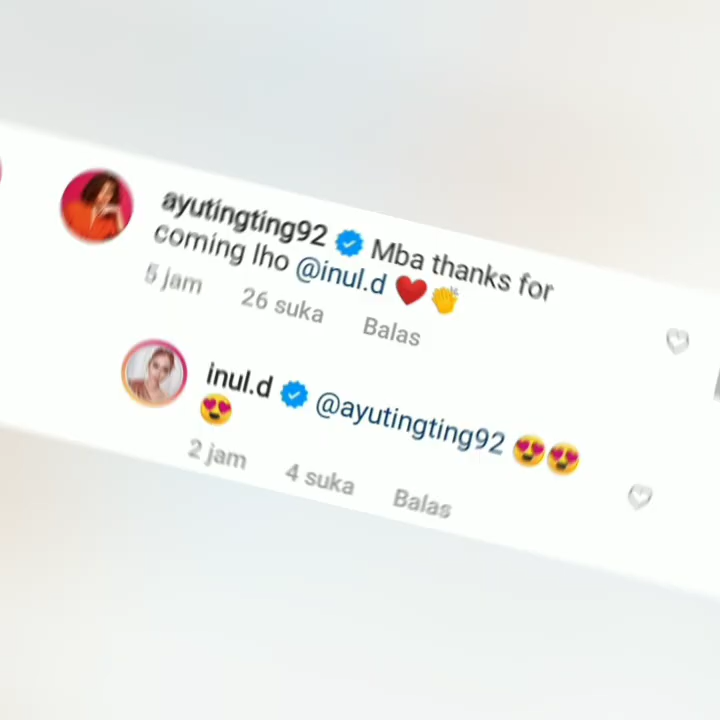 ayutingting92 Mba thanks for
coming lho @inul.d ❤️👏
5 jam 26 suka Balas
inul.d @ayutingting92 😍😍
😍
2 jam 4 suka Balas